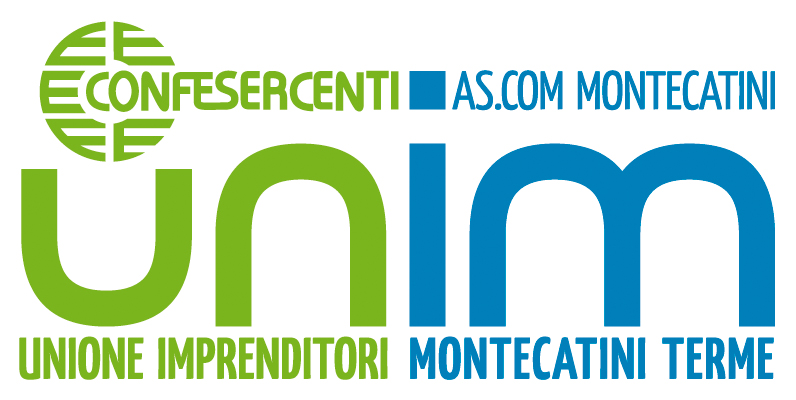 CONFESERCENTI AS.COM MONTECATINI
UNIM
UNIONE IMPRENDITORI MONTECATINI TERME